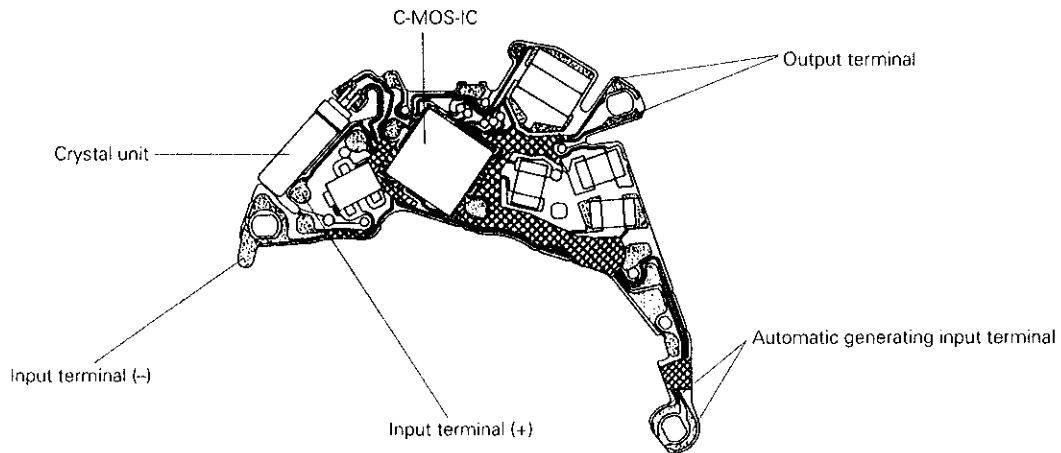 C-MOS-IC
Output terminal
Crystal unit
Automatic generating input terminal
Input terminal (–)
Input terminal (+)